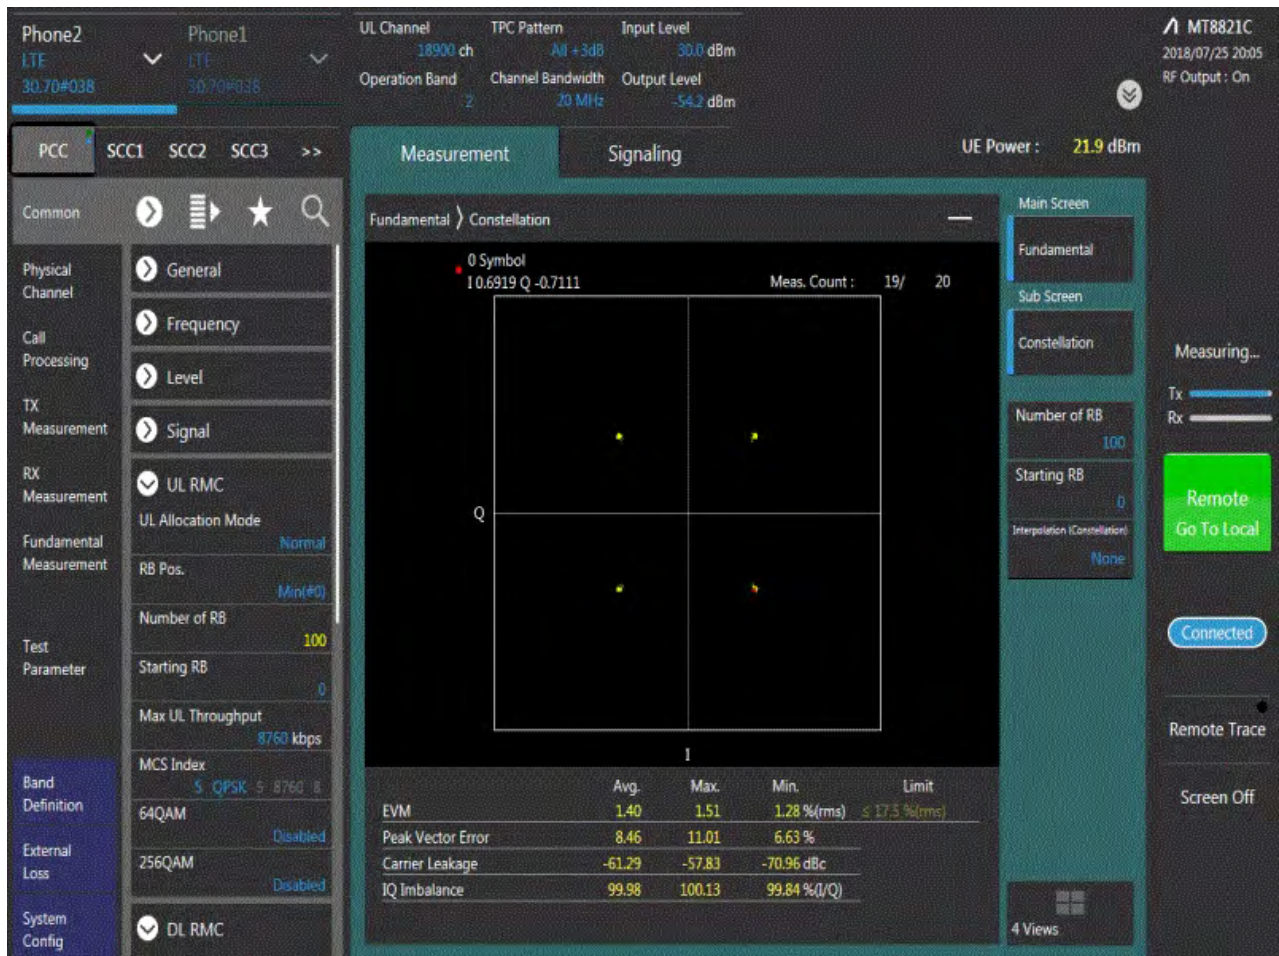 Phone2
LTE
30.70#038
Phone1
LTE
30.70#038
UL Channel
18900 ch
TPC Pattern
All +3dB
Input Level
30.0 dBm
Operation Band
2
Channel Bandwidth
20 MHz
Output Level
-54.2 dBm
MT8821C
2018/07/25 20:05
RF Output : On
PCC SCC1 SCC2 SCC3 >>
Measurement
Signaling
UE Power : 21.9 dBm
Common
Physical
Channel
Call
Processing
TX
Measurement
RX
Measurement
Fundamental
Measurement
Test
Parameter
Band
Definition
External
Loss
System
Config
General
Frequency
Level
Signal
UL RMC
UL Allocation Mode
Normal
RB Pos.
Min(#0)
Number of RB
100
Starting RB
0
Max UL Throughput
8760 kbps
MCS Index
5 QPSK 5 8760 8
64QAM
Disabled
256QAM
Disabled
DL RMC
Fundamental Constellation
0 Symbol
I 0.6919 Q -0.7111
Meas. Count : 19/ 20
Q
I
Avg. Max. Min. Limit
EVM 1.40 1.51 1.28 %(rms) ≤ 17.5 %(rms)
Peak Vector Error 8.46 11.01 6.63 %
Carrier Leakage -61.29 -57.83 -70.96 dBc
IQ Imbalance 99.98 100.13 99.84 %(I/Q)
Main Screen
Fundamental
Sub Screen
Constellation
Number of RB
100
Starting RB
0
Interpolation (Constellation)
None
4 Views
Measuring...
Tx
Rx
Remote
Go To Local
Connected
Remote Trace
Screen Off